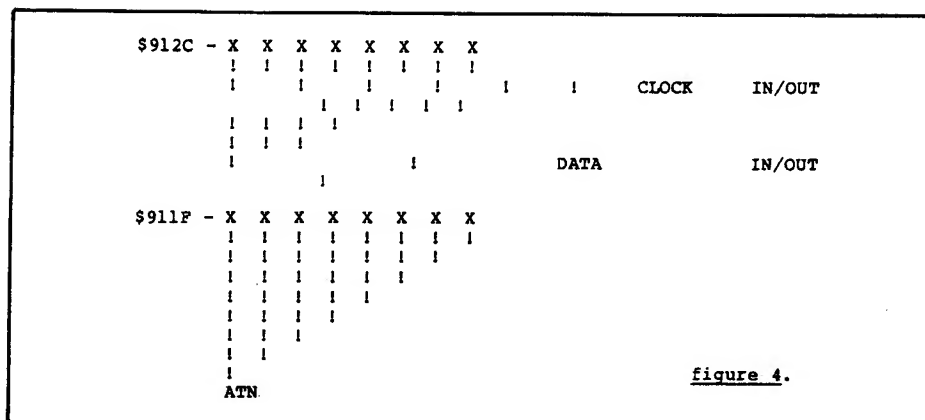 $912C - X X X X X X X X
! ! ! ! ! ! ! !
! ! ! ! ! ! CLOCK IN/OUT
! ! ! ! !
! ! ! !
! ! !
! ! DATA IN/OUT
!
$911F - X X X X X X X X
! ! ! ! ! ! ! !
! ! ! ! ! ! !
! ! ! ! ! !
! ! ! ! !
! ! ! !
! ! !
! !
!
ATN
figure 4.